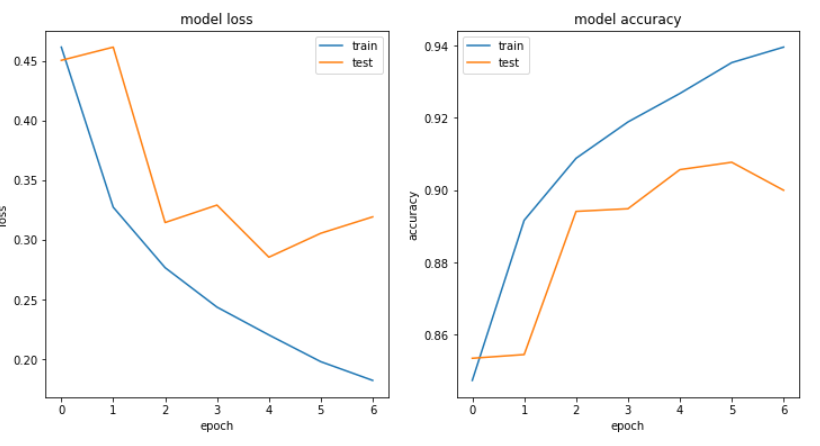 model loss
train
test
0.45
0.40
0.35
0.30
0.25
0.20
loss
0 1 2 3 4 5 6
epoch
model accuracy
train
test
0.94
0.92
0.90
0.88
0.86
accuracy
0 1 2 3 4 5 6
epoch